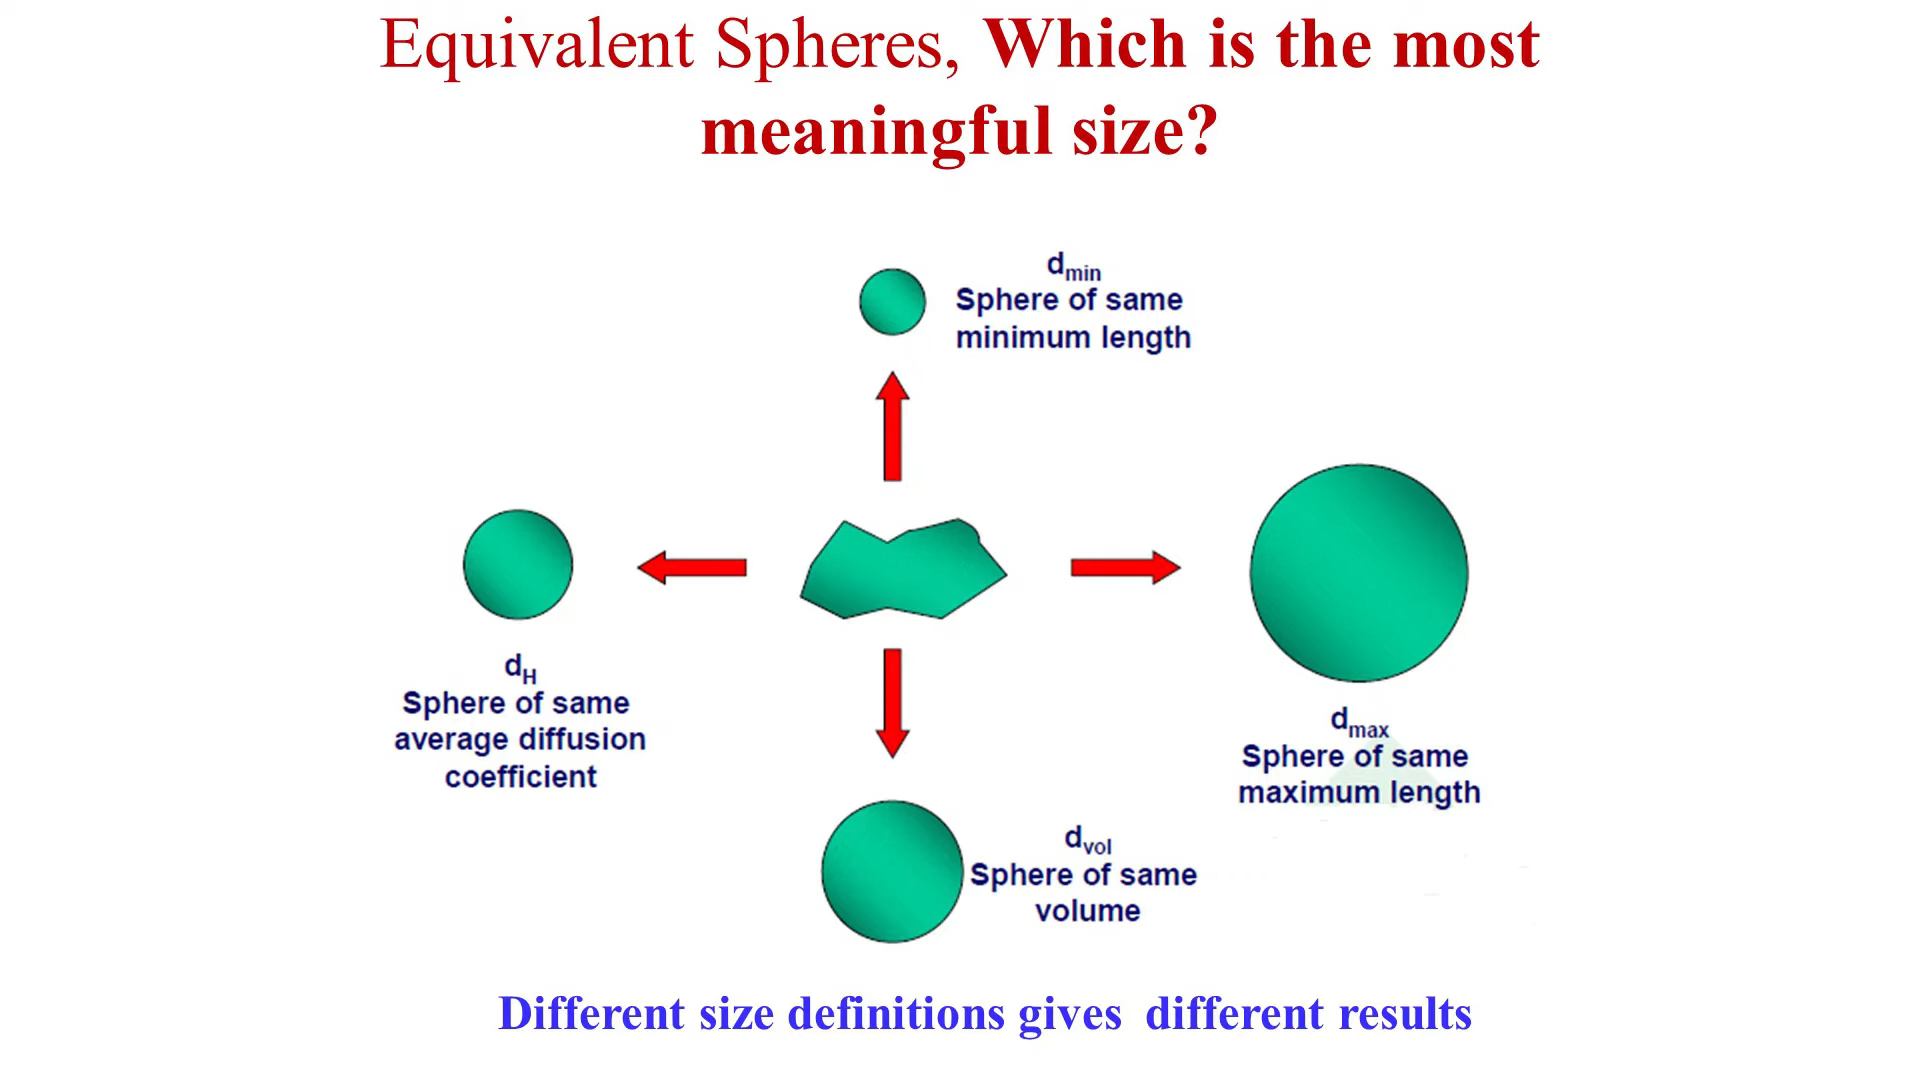 Equivalent Spheres, Which is the most
meaningful size?
dmin
Sphere of same
minimum length
dH
Sphere of same
average diffusion
coefficient
dmax
Sphere of same
maximum length
dvol
Sphere of same
volume
Different size definitions gives different results